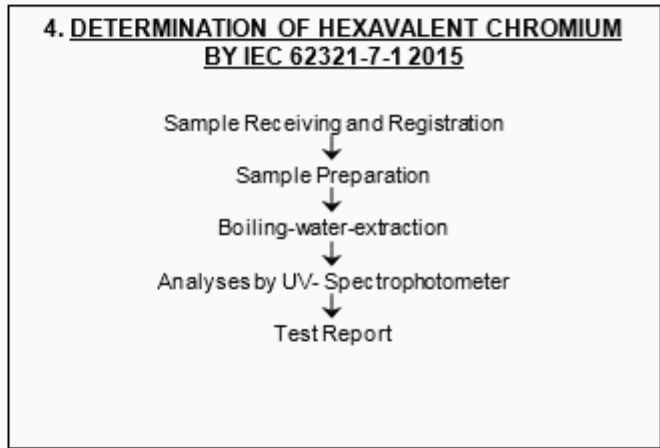 4. DETERMINATION OF HEXAVALENT CHROMIUM
BY IEC 62321-7-1 2015
Sample Receiving and Registration
Sample Preparation
Boiling-water-extraction
Analyses by UV- Spectrophotometer
Test Report